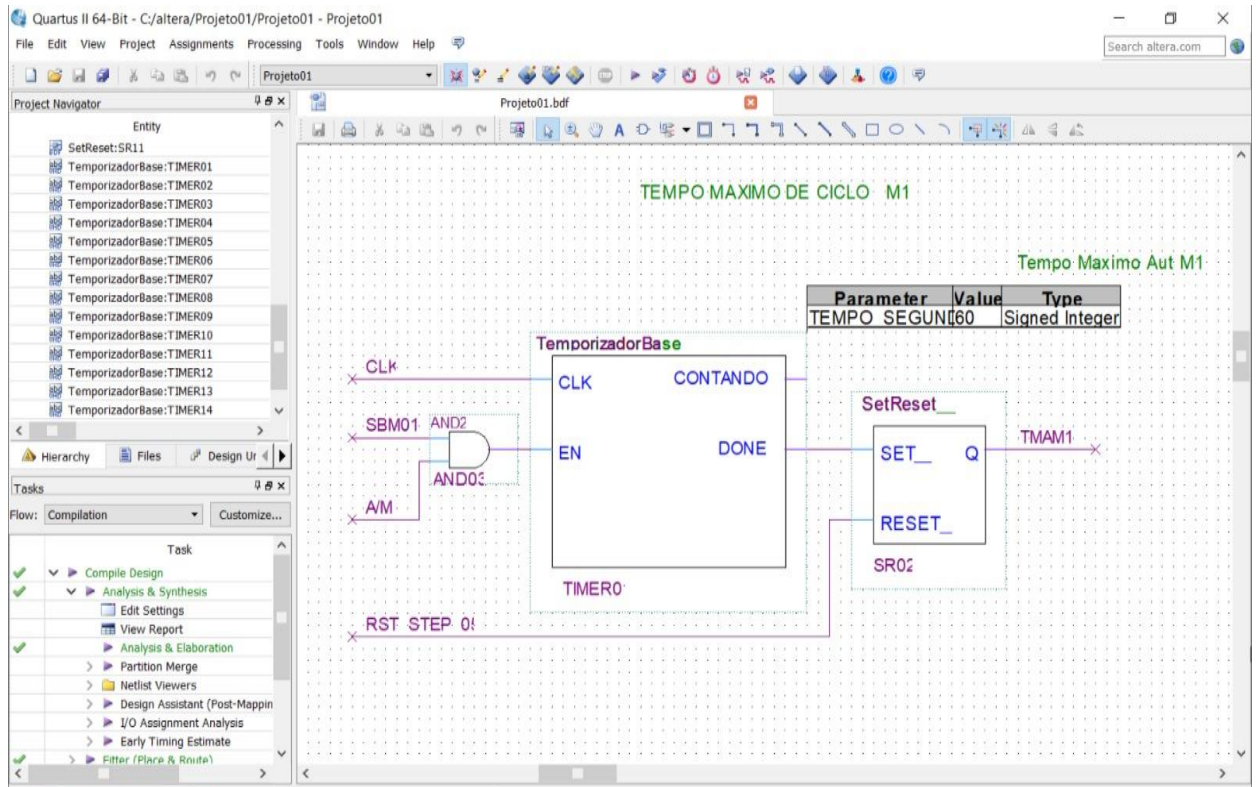 Quartus II 64-Bit - C:/altera/Projeto01/Projeto01 - Projeto01
File Edit View Project Assignments Processing Tools Window Help
Search altera.com
Projeto01
Project Navigator
Projeto01.bdf
Entity
SetReset:SR11
TemporizadorBase:TIMER01
TemporizadorBase:TIMER02
TemporizadorBase:TIMER03
TemporizadorBase:TIMER04
TemporizadorBase:TIMER05
TemporizadorBase:TIMER06
TemporizadorBase:TIMER07
TemporizadorBase:TIMER08
TemporizadorBase:TIMER09
TemporizadorBase:TIMER10
TemporizadorBase:TIMER11
TemporizadorBase:TIMER12
TemporizadorBase:TIMER13
TemporizadorBase:TIMER14
Hierarchy Files Design Ur
Tasks
Flow: Compilation Customize...
Task
Compile Design
Analysis & Synthesis
Edit Settings
View Report
Analysis & Elaboration
Partition Merge
Netlist Viewers
Design Assistant (Post-Mappin
I/O Assignment Analysis
Early Timing Estimate
Fitter (Place & Route)
TEMPO MAXIMO DE CICLO M1
Tempo Maximo Aut M1
Parameter Value Type
TEMPO SEGUND 60 Signed Integer
TemporizadorBase
CLK
CLK CONTANDO
SetReset__
SBM01 AND2
TMAM1
EN DONE
SET__ Q
AND03
A/M
RESET_
SR02
TIMER0
RST STEP 05